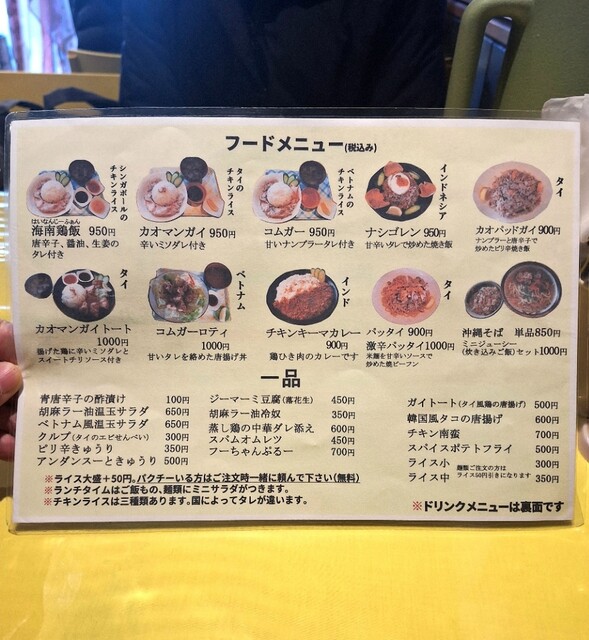 フードメニュー(税込み)
シンガポールの
チキンライス
はいなんじーふぁん
海南鶏飯 950円
唐辛子、醤油、生姜の
タレ付き
タイの
チキンライス
カオマンガイ 950円
辛いミソダレ付き
ベトナムの
チキンライス
コムガー 950円
甘いナンプラータレ付き
インドネシア
ナシゴレン 950円
甘辛いタレで炒めた焼き飯
タイ
カオパッドガイ 900円
ナンプラーと唐辛子で
炒めたピリ辛焼き飯
タイ
カオマンガイトート
1000円
揚げた鶏に辛いミソダレと
スイートチリソース付き
ベトナム
コムガーロティ
1000円
甘いタレを絡めた唐揚げ丼
インド
チキンキーマカレー
900円
鶏ひき肉のカレーです
タイ
パッタイ 900円
激辛パッタイ1000円
米麺を甘いソースで
炒めた焼ビーフン
沖縄そば 単品850円
ミニジューシー
(炊き込みご飯)セット1000円
一品
青唐辛子の酢漬け 100円
胡麻ラー油温玉サラダ 650円
ベトナム風温玉サラダ 650円
クルプ(タイのエビせんべい) 300円
ピリ辛きゅうり 350円
アンダンスーときゅうり 500円
ジーマーミ豆腐(落花生) 450円
胡麻ラー油冷奴 350円
蒸し鶏の中華ダレ添え 600円
スパムオムレツ 450円
フーちゃんぷるー 700円
ガイトート(タイ風鶏の唐揚げ) 500円
韓国風タコの唐揚げ 600円
チキン南蛮 700円
スパイスポテトフライ 500円
ライス小 300円
ライス中 350円
麺類ご注文の方は
ライス50円引きになります
※ライス大盛+50円。パクチーいる方はご注文時一緒に頼んで下さい(無料)
※ランチタイムはご飯もの、麺類にミニサラダがつきます。
※チキンライスは三種類あります。国によってタレが違います。
※ドリンクメニューは裏面です